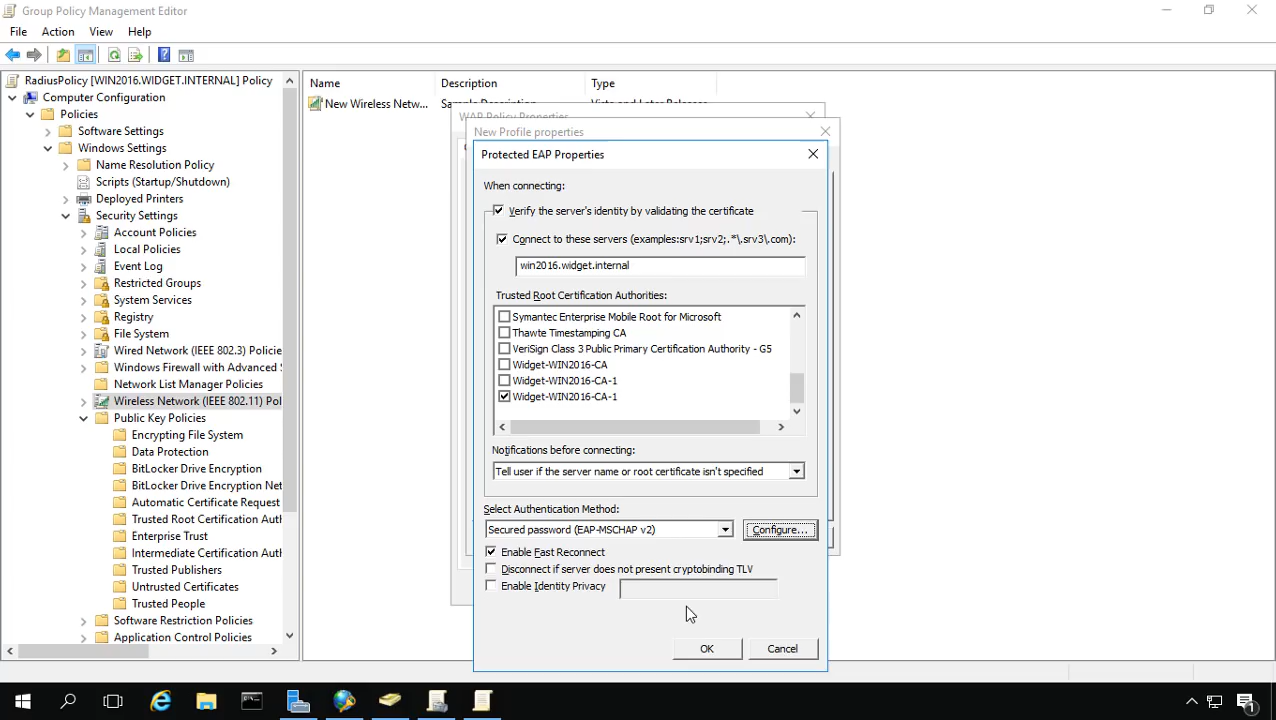 Group Policy Management Editor
File Action View Help
RadiusPolicy [WIN2016.WIDGET.INTERNAL] Policy
Computer Configuration
Policies
Software Settings
Windows Settings
Name Resolution Policy
Scripts (Startup/Shutdown)
Deployed Printers
Security Settings
Account Policies
Local Policies
Event Log
Restricted Groups
System Services
Registry
File System
Wired Network (IEEE 802.3) Policie
Windows Firewall with Advanced
Network List Manager Policies
Wireless Network (IEEE 802.11) Pol
Public Key Policies
Encrypting File System
Data Protection
BitLocker Drive Encryption
BitLocker Drive Encryption Net
Automatic Certificate Request
Trusted Root Certification Auth
Enterprise Trust
Intermediate Certification Auth
Trusted Publishers
Untrusted Certificates
Trusted People
Software Restriction Policies
Application Control Policies
Name Description Type
New Wireless Netw... Sample Description Vista and Later Releases
WAP Policy Properties
New Profile properties
Protected EAP Properties
When connecting:
Verify the server's identity by validating the certificate
Connect to these servers (examples:srv1;srv2;.*\.srv3\.com):
win2016.widget.internal
Trusted Root Certification Authorities:
Symantec Enterprise Mobile Root for Microsoft
Thawte Timestamping CA
VeriSign Class 3 Public Primary Certification Authority - G5
Widget-WIN2016-CA
Widget-WIN2016-CA-1
Widget-WIN2016-CA-1
Notifications before connecting:
Tell user if the server name or root certificate isn't specified
Select Authentication Method:
Secured password (EAP-MSCHAP v2) Configure...
Enable Fast Reconnect
Disconnect if server does not present cryptobinding TLV
Enable Identity Privacy
OK Cancel
1